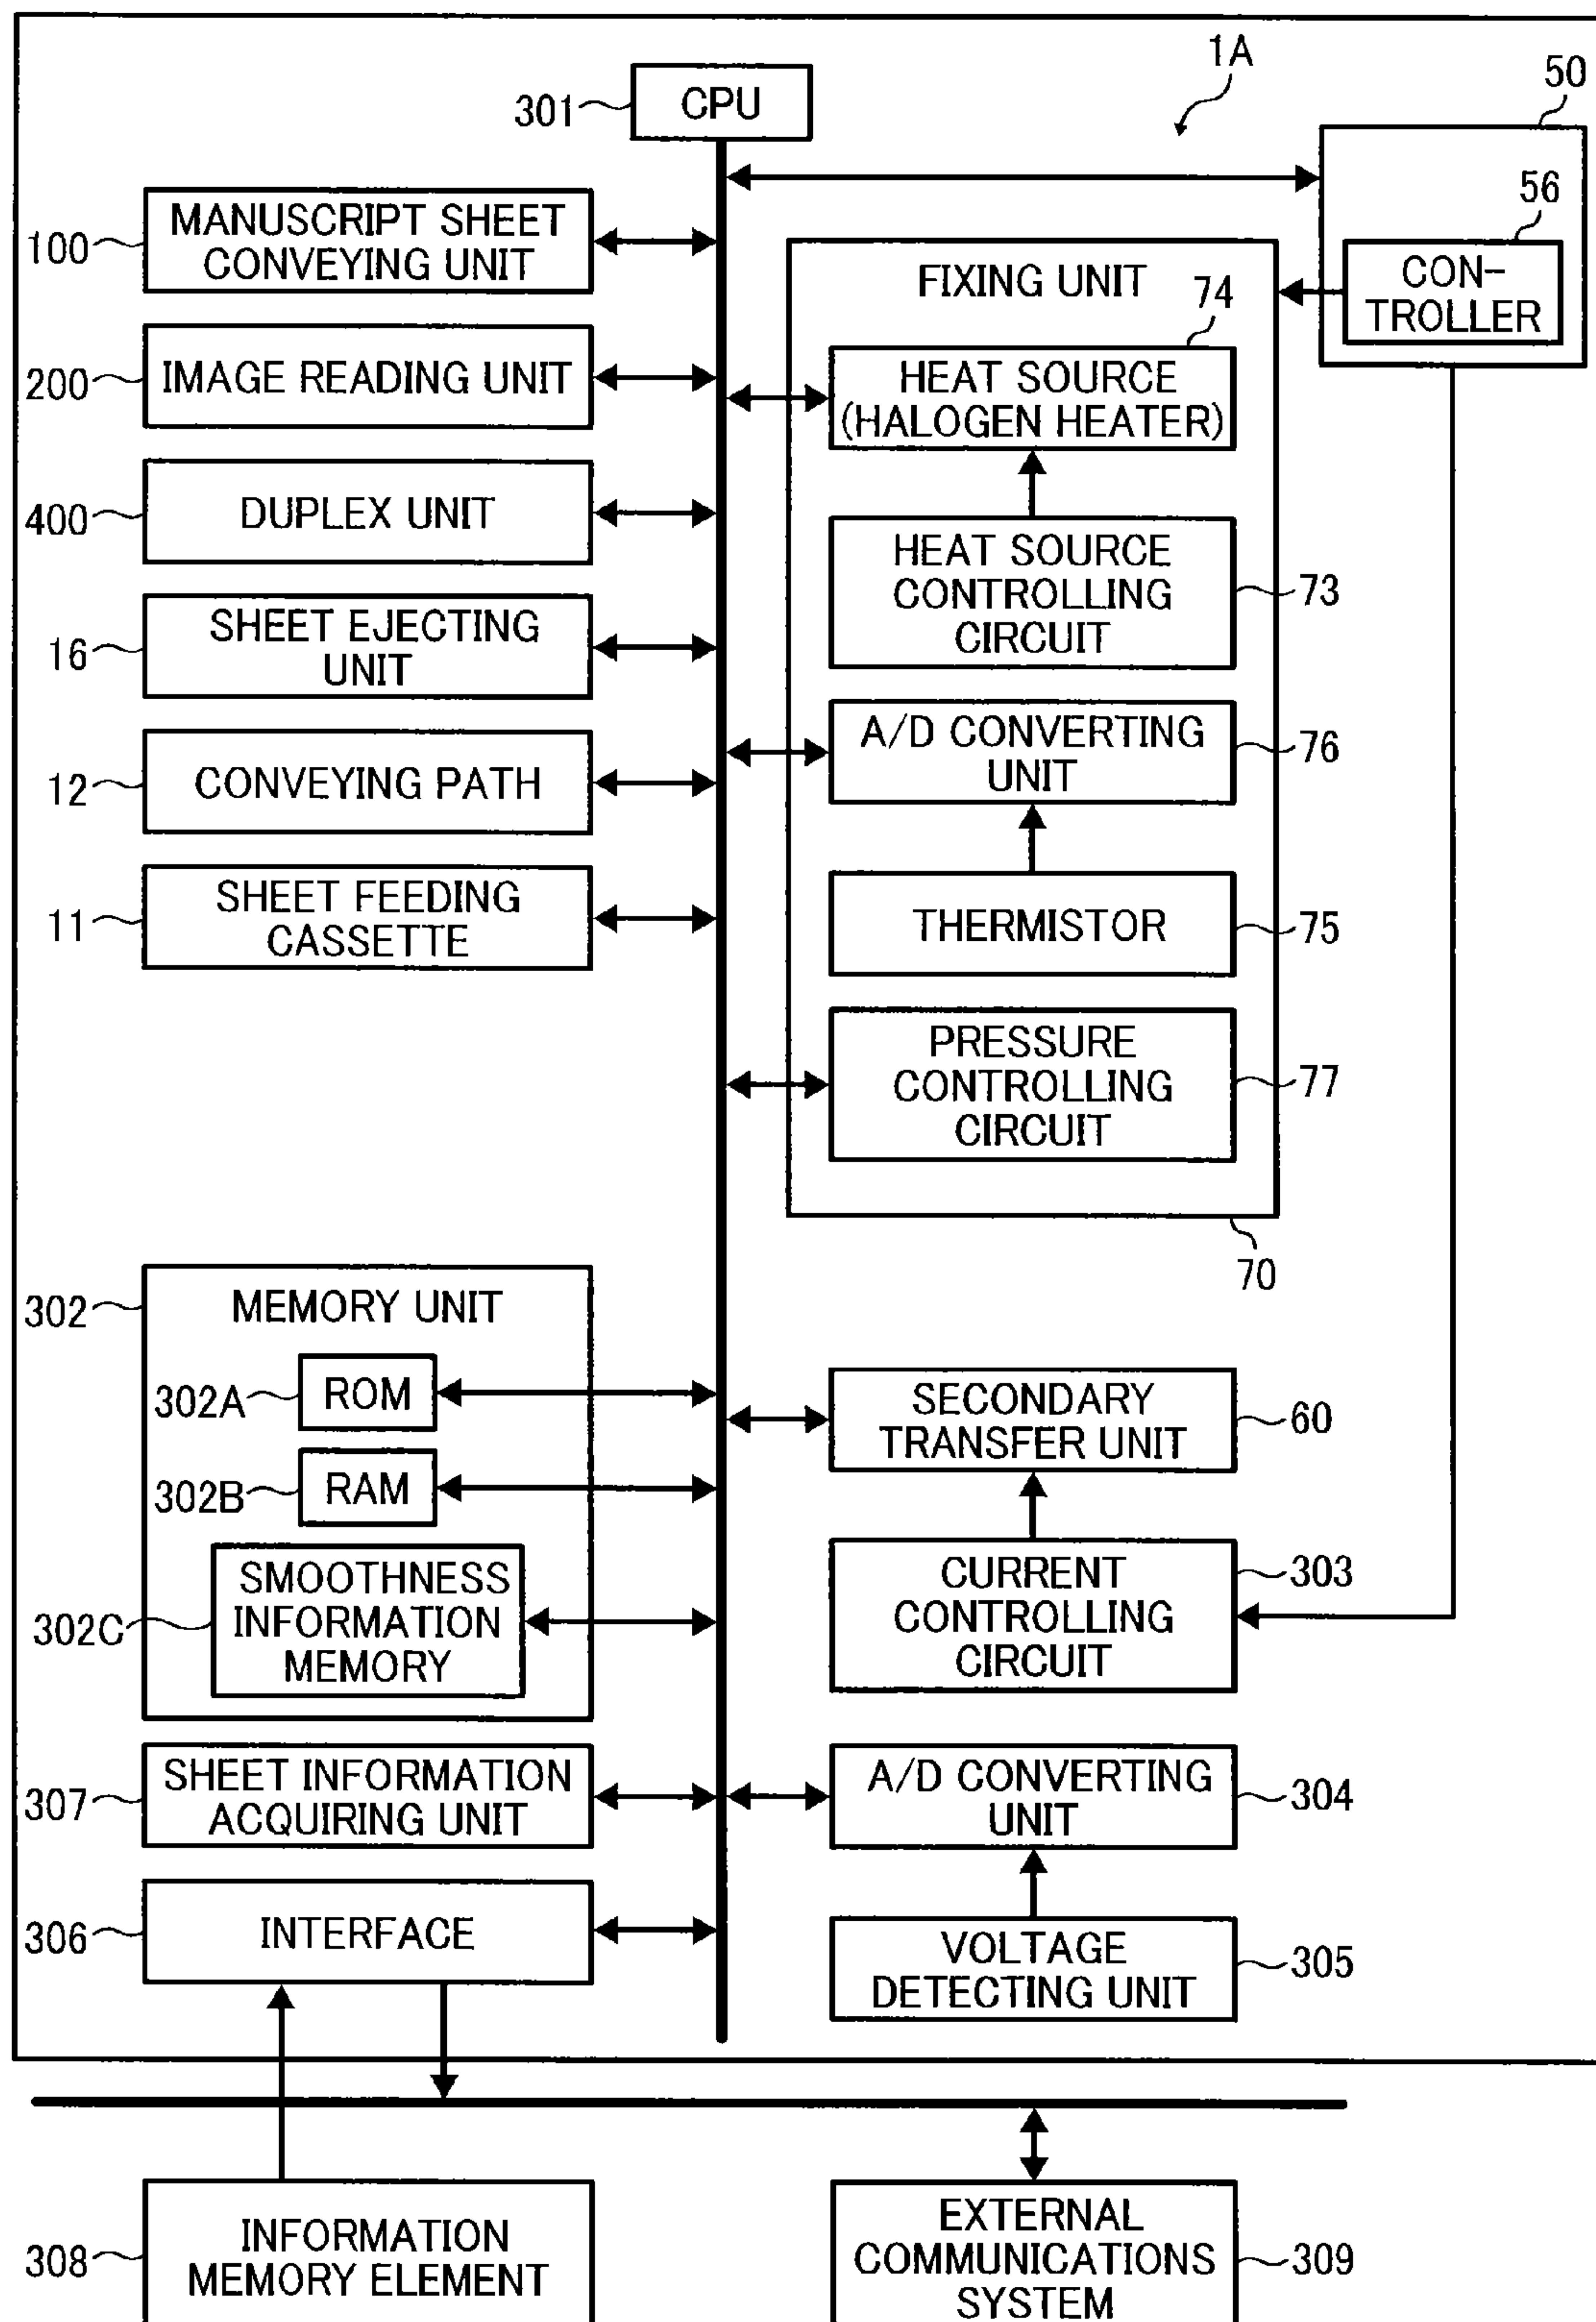 1A
50
301
CPU
56
CON-
TROLLER
100
MANUSCRIPT SHEET
CONVEYING UNIT
FIXING UNIT
74
200
IMAGE READING UNIT
HEAT SOURCE
(HALOGEN HEATER)
400
DUPLEX UNIT
HEAT SOURCE
CONTROLLING
CIRCUIT
73
16
SHEET EJECTING
UNIT
A/D CONVERTING
UNIT
76
12
CONVEYING PATH
11
SHEET FEEDING
CASSETTE
THERMISTOR
75
PRESSURE
CONTROLLING
CIRCUIT
77
70
302
MEMORY UNIT
302A
ROM
302B
RAM
302C
SMOOTHNESS
INFORMATION
MEMORY
SECONDARY
TRANSFER UNIT
60
CURRENT
CONTROLLING
CIRCUIT
303
307
SHEET INFORMATION
ACQUIRING UNIT
A/D CONVERTING
UNIT
304
306
INTERFACE
VOLTAGE
DETECTING UNIT
305
308
INFORMATION
MEMORY ELEMENT
EXTERNAL
COMMUNICATIONS
SYSTEM
309